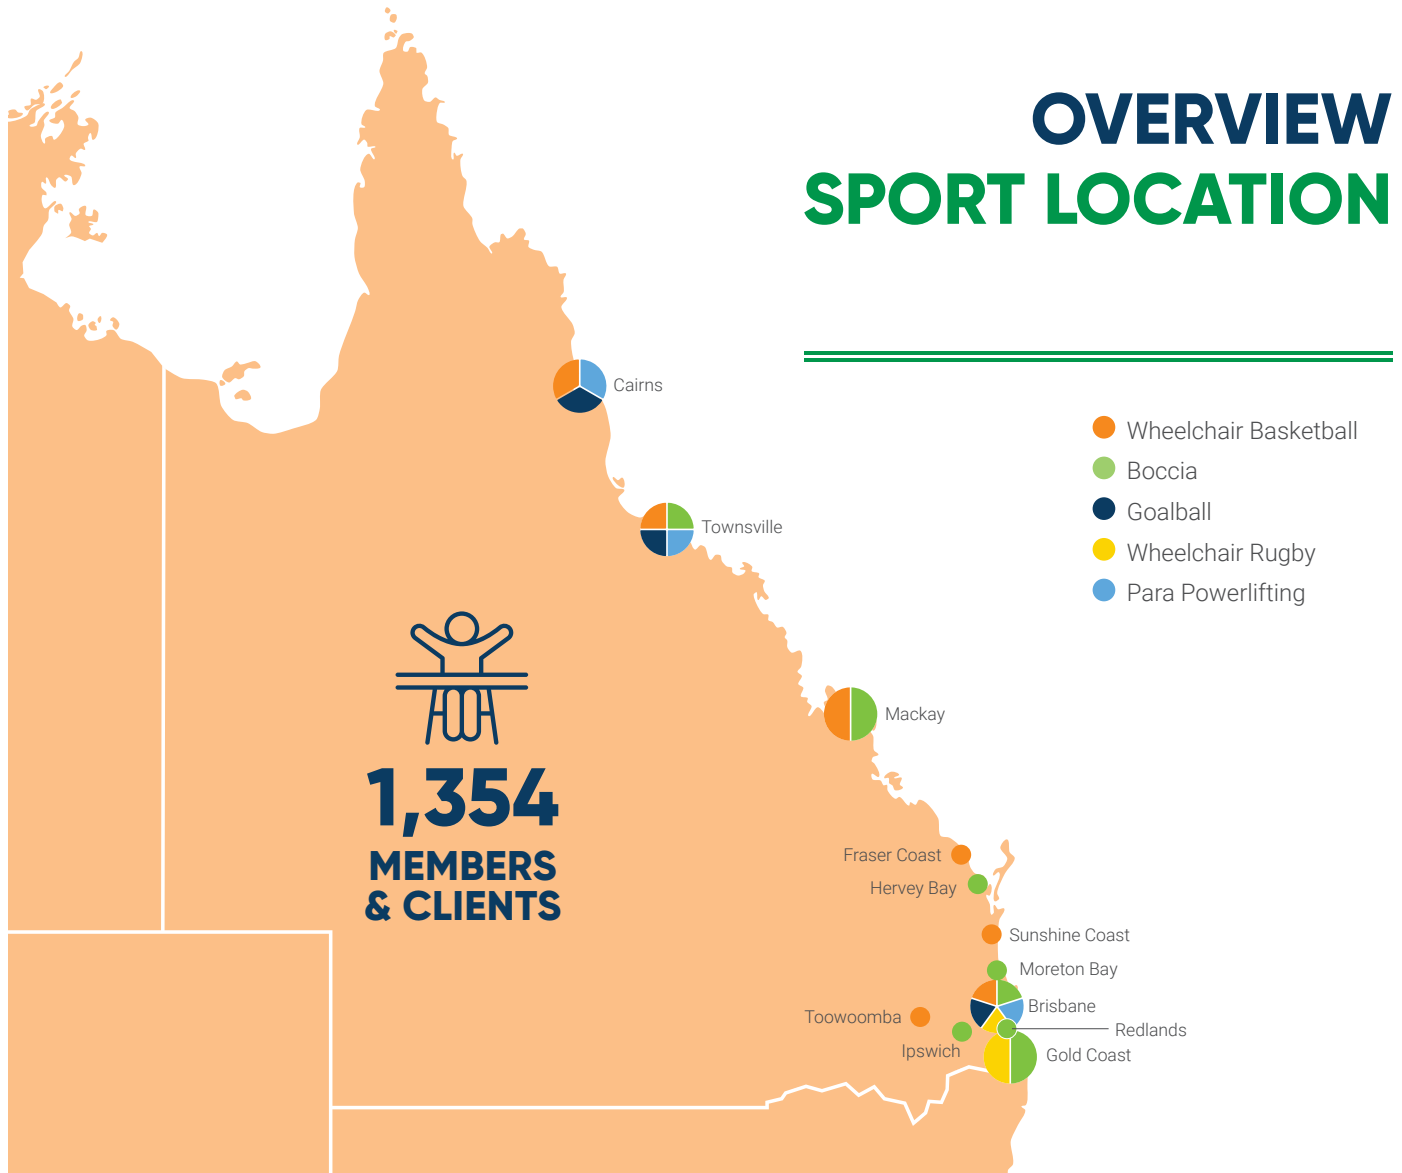 OVERVIEW
SPORT LOCATION
Cairns
Wheelchair Basketball
Boccia
Goalball
Wheelchair Rugby
Para Powerlifting
Townsville
Mackay
1,354
MEMBERS
& CLIENTS
Fraser Coast
Hervey Bay
Sunshine Coast
Moreton Bay
Brisbane
Toowoomba
Redlands
Ipswich
Gold Coast